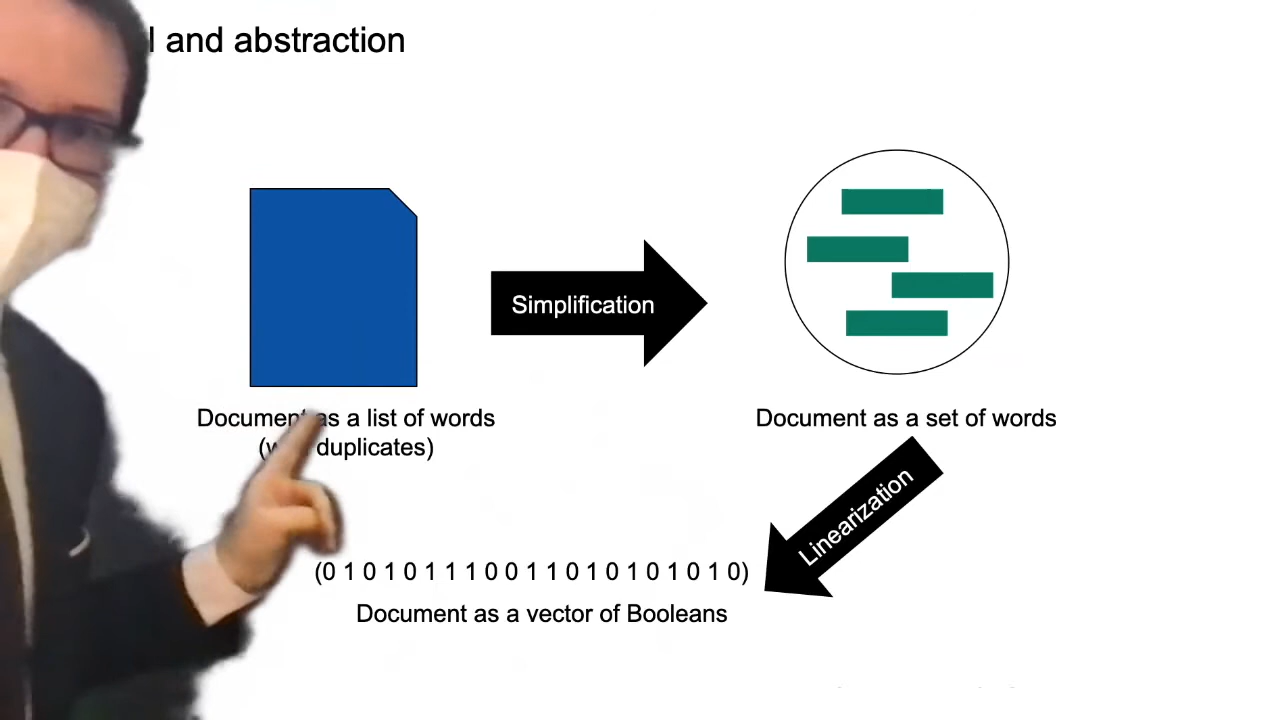 and abstraction
Simplification
Document as a list of words
(w duplicates)
Document as a set of words
Linearization
(0 1 0 1 0 1 1 1 0 0 1 1 0 1 0 1 0 1 0 1 0)
Document as a vector of Booleans